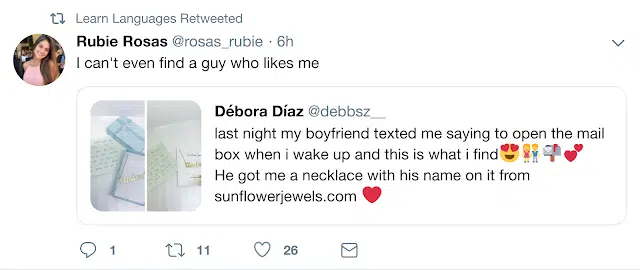 Learn Languages Retweeted
Rubie Rosas @rosas_rubie · 6h
I can't even find a guy who likes me
Débora Díaz @debbsz__
last night my boyfriend texted me saying to open the mail
box when i wake up and this is what i find😍👫📬💕
He got me a necklace with his name on it from
sunflowerjewels.com ❤️
1 11 26